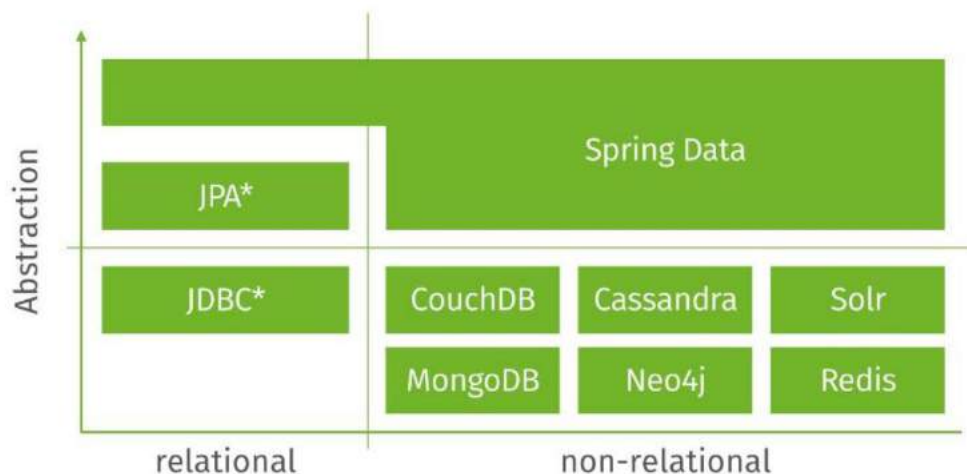 Abstraction
Spring Data
JPA*
JDBC*
CouchDB
Cassandra
Solr
MongoDB
Neo4j
Redis
relational
non-relational